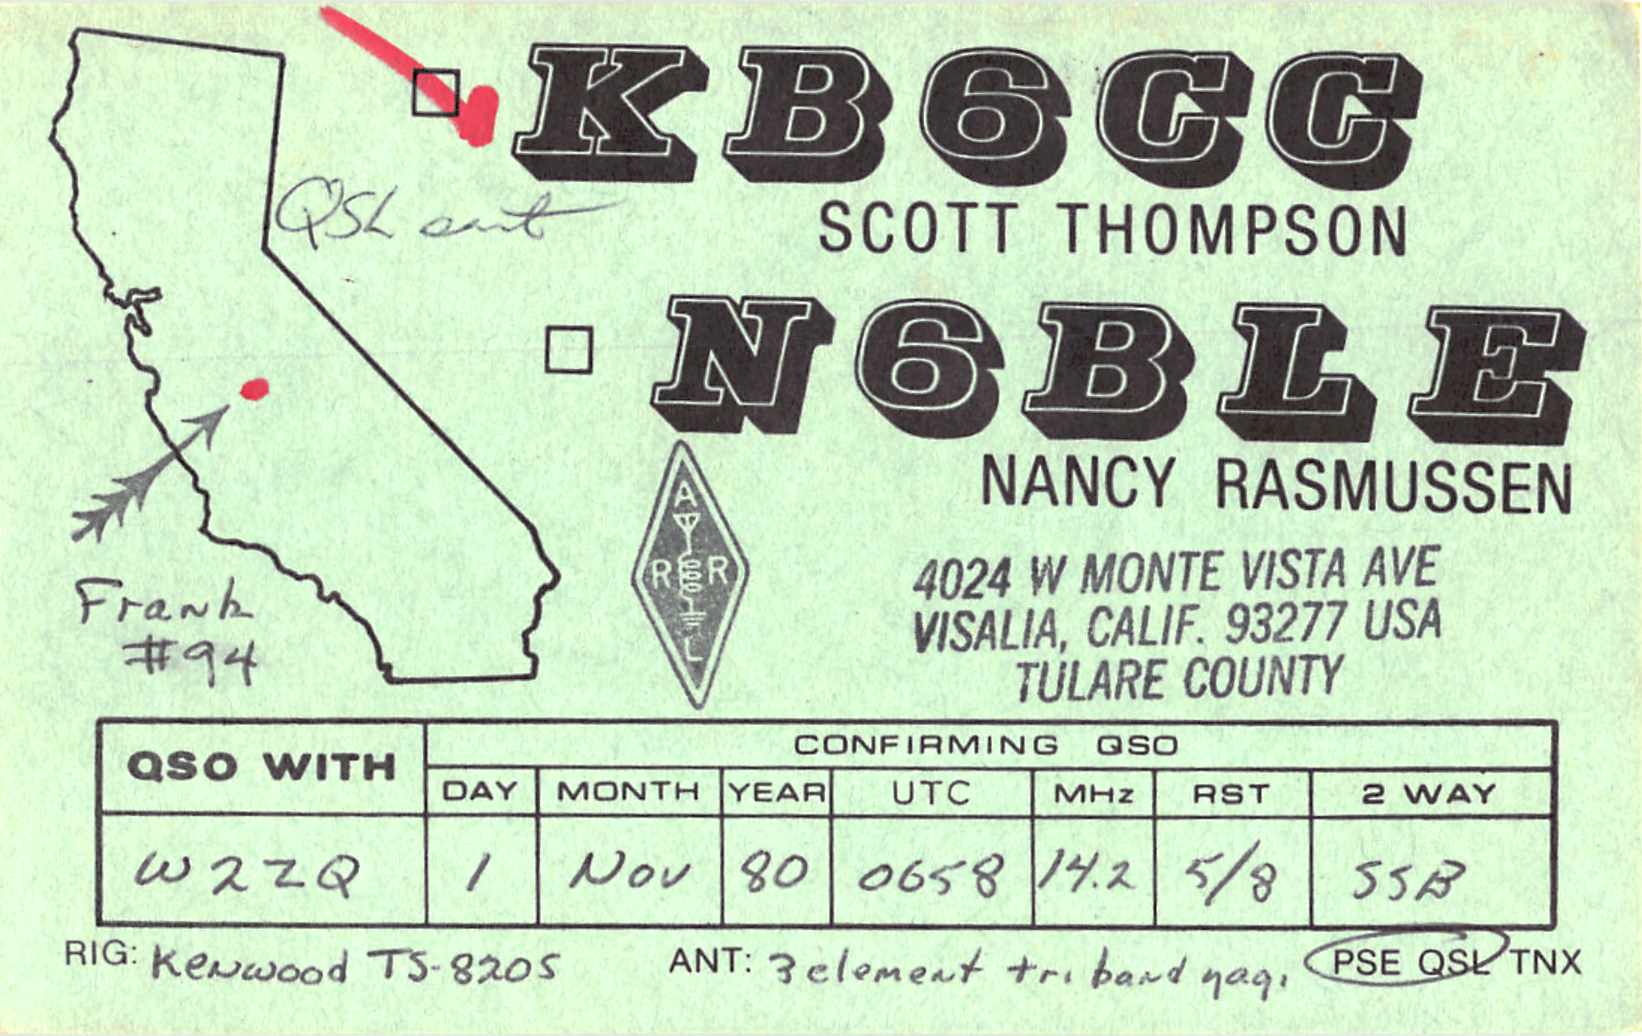 KB6CC
SCOTT THOMPSON
QSL sent
N6BLE
NANCY RASMUSSEN
A
R R
L
4024 W MONTE VISTA AVE
VISALIA, CALIF. 93277 USA
TULARE COUNTY
Frank
#94
QSO WITH
CONFIRMING QSO
DAY MONTH YEAR UTC MHz RST 2 WAY
W2ZQ 1 Nov 80 0658 14.2 5/8 SSB
RIG: Kenwood TS-820S ANT: 3 element tri band yagi PSE QSL TNX